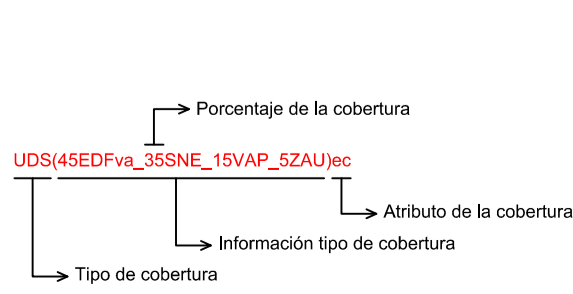 Porcentaje de la cobertura
UDS(45EDFva_35SNE_15VAP_5ZAU)ec
Atributo de la cobertura
Información tipo de cobertura
Tipo de cobertura